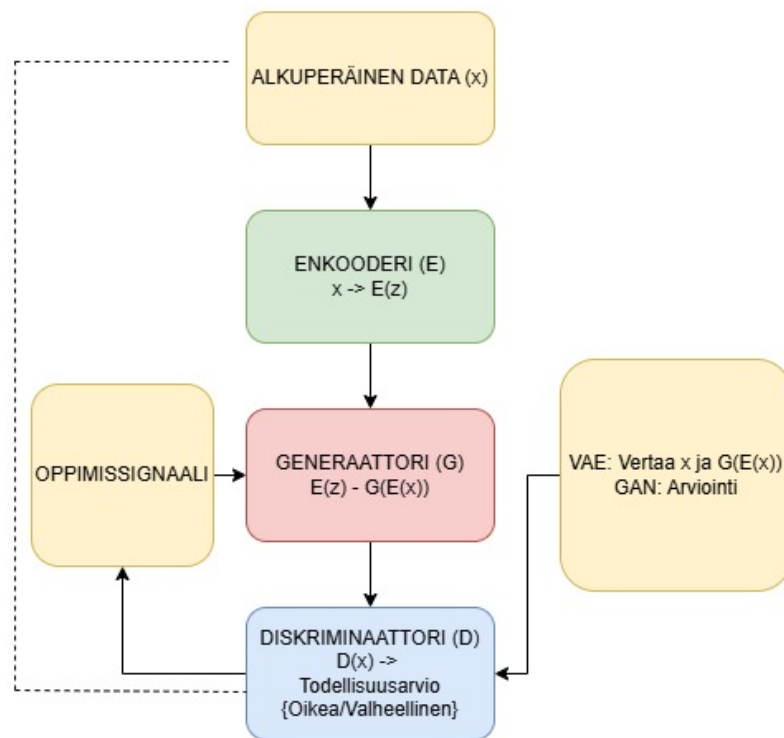 ALKUPERÄINEN DATA (x)
ENKOODERI (E)
x -> E(z)
OPPIMISSIGNAALI
GENERAATTORI (G)
E(z) - G(E(x))
VAE: Vertaa x ja G(E(x))
GAN: Arviointi
DISKRIMINAATTORI (D)
D(x) ->
Todellisuusarvio
{Oikea/Valheellinen}